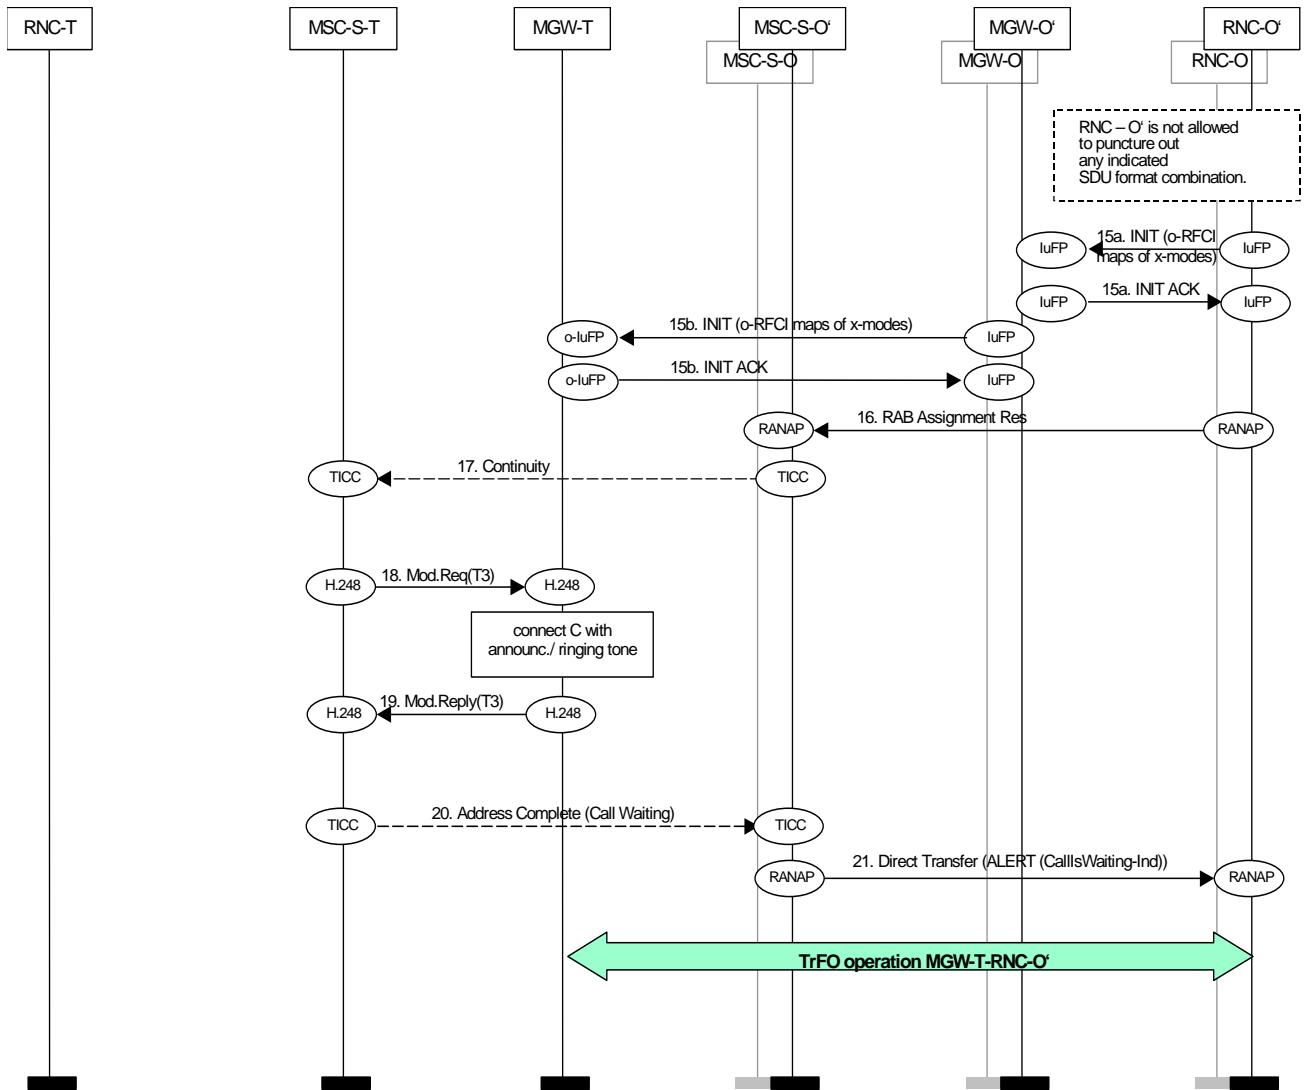 RNC-T
MSC-S-T
MGW-T
MSC-S-O‘
MGW-O‘
RNC-O‘
MSC-S-O
MGW-O
RNC-O
RNC – O‘ is not allowed
to puncture out
any indicated
SDU format combination.
IuFP
15a. INIT (o-RFCI
maps of x-modes)
IuFP
IuFP
15a. INIT ACK
IuFP
o-IuFP
15b. INIT (o-RFCI maps of x-modes)
IuFP
o-IuFP
15b. INIT ACK
IuFP
RANAP
16. RAB Assignment Res
RANAP
TICC
17. Continuity
TICC
H.248
18. Mod.Req(T3)
H.248
connect C with
announc./ ringing tone
H.248
19. Mod.Reply(T3)
H.248
TICC
20. Address Complete (Call Waiting)
TICC
RANAP
21. Direct Transfer (ALERT (CallIsWaiting-Ind))
RANAP
TrFO operation MGW-T-RNC-O‘